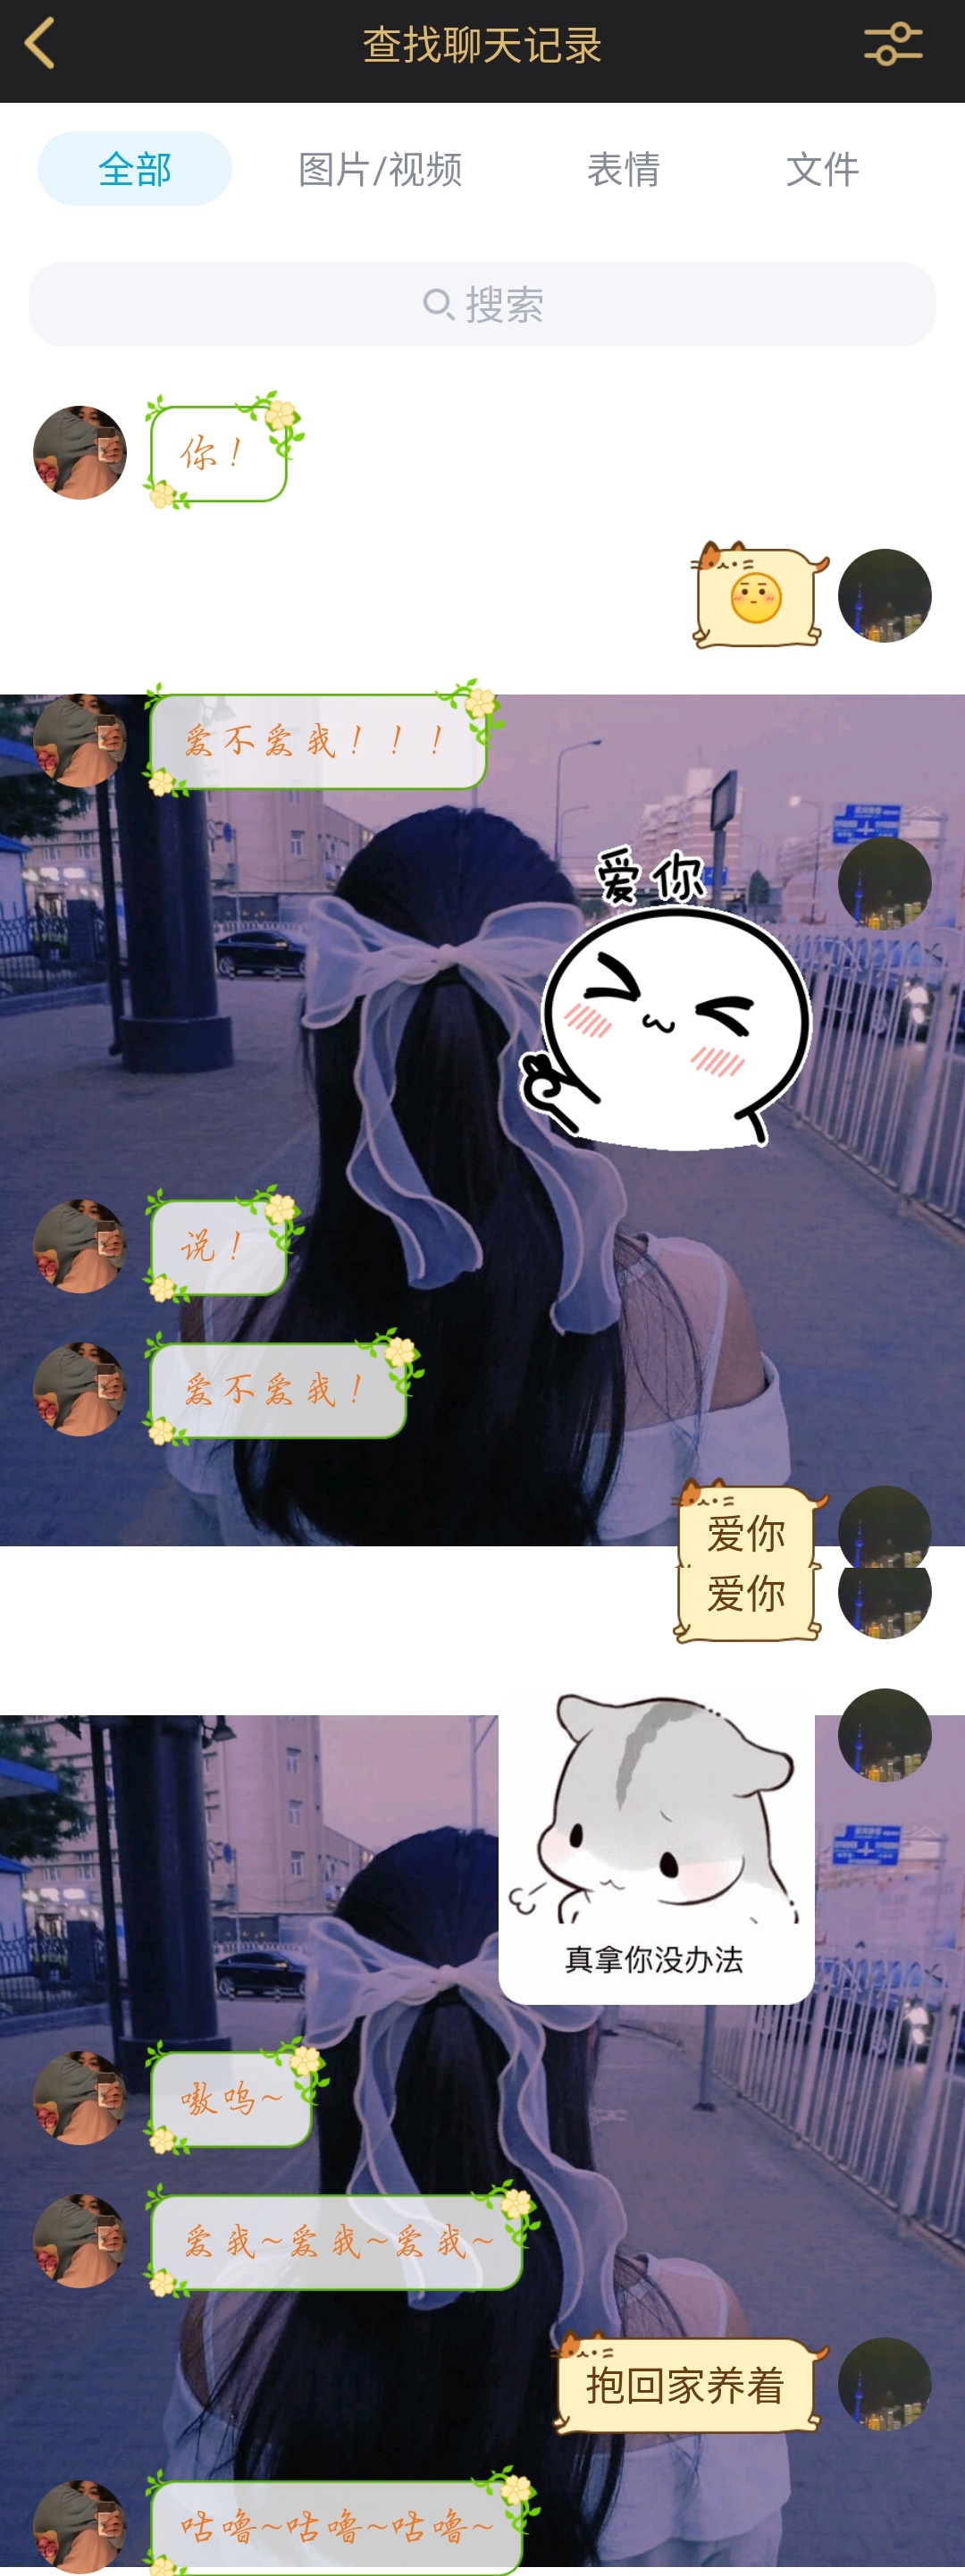 查找聊天记录
全部 图片/视频 表情 文件
搜索
你！
爱不爱我！！！
爱你
说！
爱不爱我！
爱你
爱你
真拿你没办法
嗷呜~
爱我~爱我~爱我~
抱回家养着
咕噜~咕噜~咕噜~